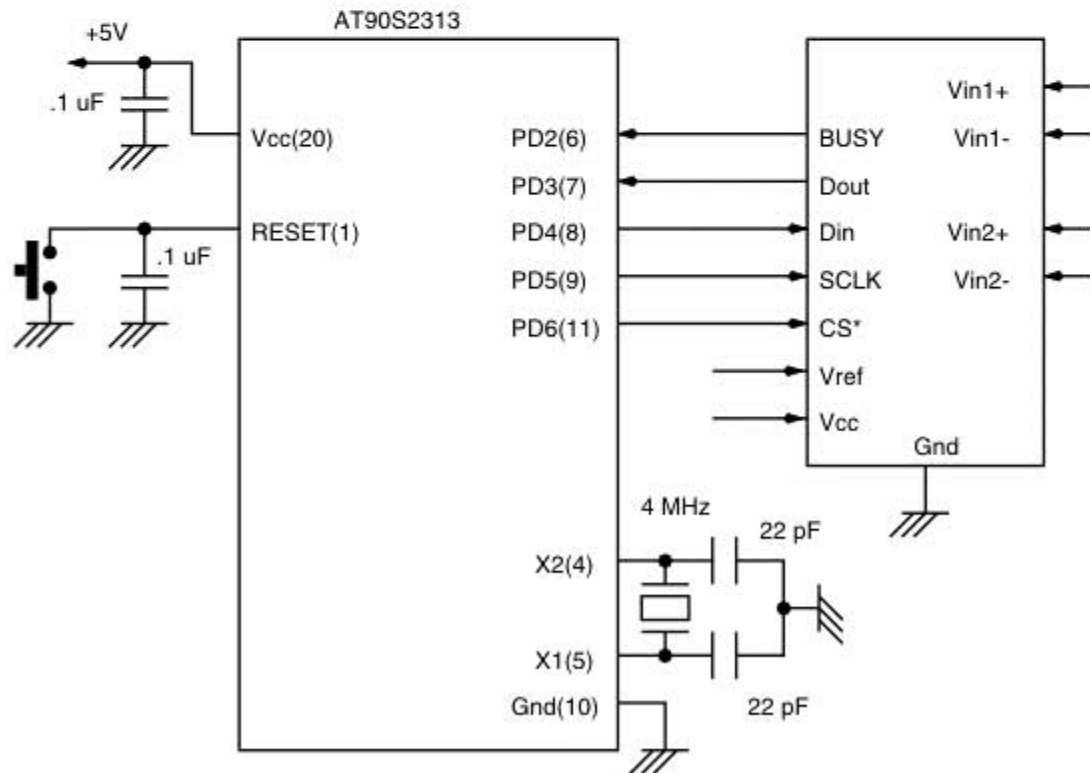 AT90S2313
+5V
.1 uF
Vcc(20)
RESET(1)
.1 uF
PD2(6)
PD3(7)
PD4(8)
PD5(9)
PD6(11)
X2(4)
X1(5)
Gnd(10)
BUSY
Dout
Din
SCLK
CS*
Vref
Vcc
Gnd
Vin1+
Vin1-
Vin2+
Vin2-
4 MHz
22 pF
22 pF